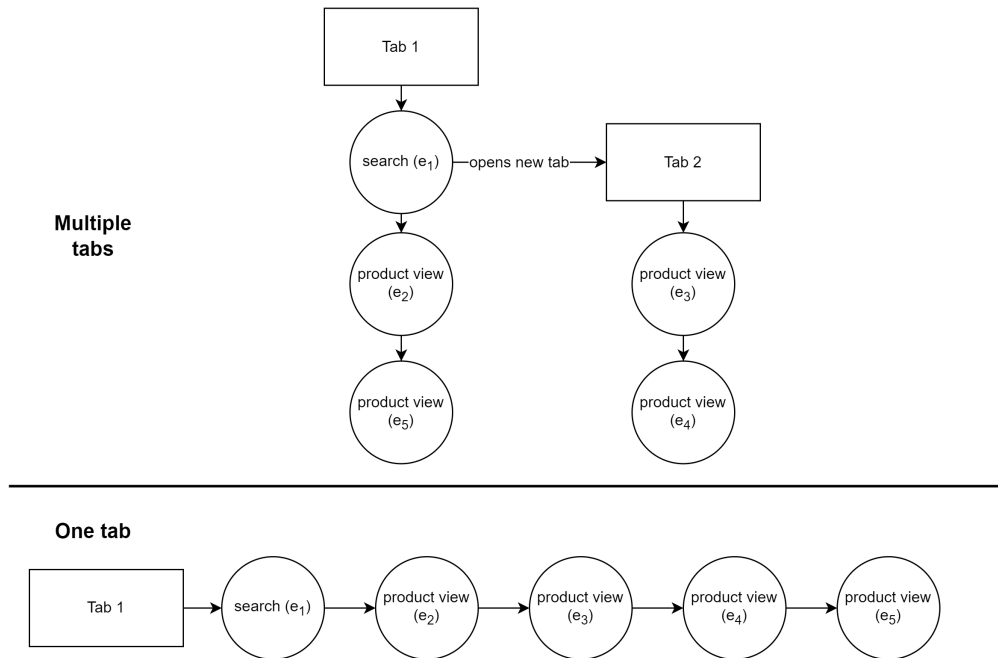 Tab 1
search (e₁)
opens new tab
Tab 2
Multiple
tabs
product view
(e₂)
product view
(e₃)
product view
(e₅)
product view
(e₄)
One tab
Tab 1
search (e₁)
product view
(e₂)
product view
(e₃)
product view
(e₄)
product view
(e₅)